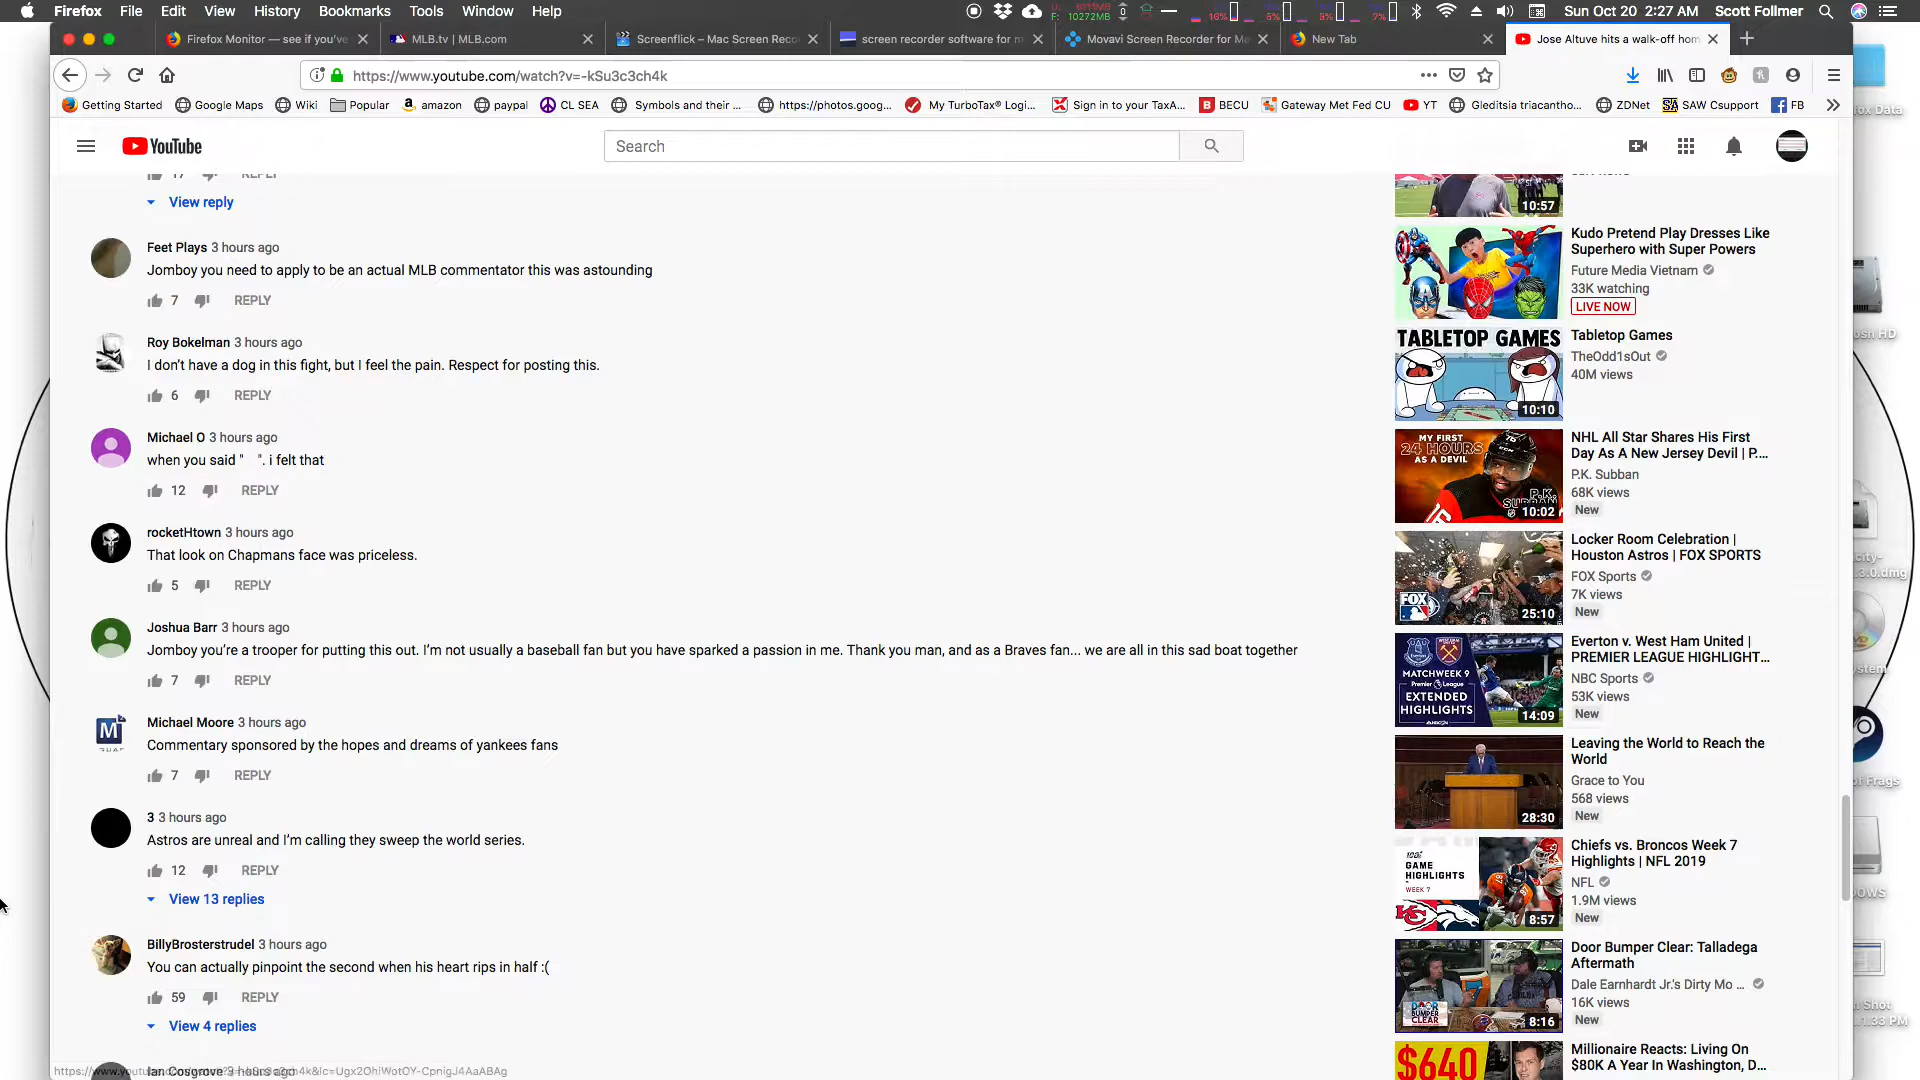 Firefox File Edit View History Bookmarks Tools Window Help
Sun Oct 20 2:27 AM Scott Follmer
Firefox Monitor — see if you've
MLB.tv | MLB.com
Screenflick – Mac Screen Reco
screen recorder software for m
Movavi Screen Recorder for Ma
New Tab
Jose Altuve hits a walk-off hom
https://www.youtube.com/watch?v=-kSu3c3ch4k
Getting Started Google Maps Wiki Popular amazon paypal CL SEA Symbols and their ... https://photos.goog... My TurboTax® Logi... Sign in to your TaxA... BECU Gateway Met Fed CU YT Gleditsia triacantho... ZDNet SAW Csupport FB
YouTube
Search
17 REPLY
View reply
Feet Plays 3 hours ago
Jomboy you need to apply to be an actual MLB commentator this was astounding
7 REPLY
Roy Bokelman 3 hours ago
I don't have a dog in this fight, but I feel the pain. Respect for posting this.
6 REPLY
Michael O 3 hours ago
when you said "    ". i felt that
12 REPLY
rocketHtown 3 hours ago
That look on Chapmans face was priceless.
5 REPLY
Joshua Barr 3 hours ago
Jomboy you're a trooper for putting this out. I'm not usually a baseball fan but you have sparked a passion in me. Thank you man, and as a Braves fan... we are all in this sad boat together
7 REPLY
Michael Moore 3 hours ago
Commentary sponsored by the hopes and dreams of yankees fans
7 REPLY
3 3 hours ago
Astros are unreal and I'm calling they sweep the world series.
12 REPLY
View 13 replies
BillyBrosterstrudel 3 hours ago
You can actually pinpoint the second when his heart rips in half :(
59 REPLY
View 4 replies
Ian Cosgrove 3 hours ago
10:57
Kudo Pretend Play Dresses Like
Superhero with Super Powers
Future Media Vietnam
33K watching
LIVE NOW
TABLETOP GAMES
10:10
Tabletop Games
TheOdd1sOut
40M views
MY FIRST
24 HOURS
AS A DEVIL
P.K.
SUBBAN
10:02
NHL All Star Shares His First
Day As A New Jersey Devil | P....
P.K. Subban
68K views
New
FOX
25:10
Locker Room Celebration |
Houston Astros | FOX SPORTS
FOX Sports
7K views
New
MATCHWEEK 9
Premier League
EXTENDED
HIGHLIGHTS
14:09
Everton v. West Ham United |
PREMIER LEAGUE HIGHLIGHT...
NBC Sports
53K views
New
28:30
Leaving the World to Reach the
World
Grace to You
568 views
New
GAME
HIGHLIGHTS
WEEK 7
8:57
Chiefs vs. Broncos Week 7
Highlights | NFL 2019
NFL
1.9M views
New
DOOR
BUMPER
CLEAR
8:16
Door Bumper Clear: Talladega
Aftermath
Dale Earnhardt Jr.'s Dirty Mo ...
16K views
New
$640
Millionaire Reacts: Living On
$80K A Year In Washington, D...